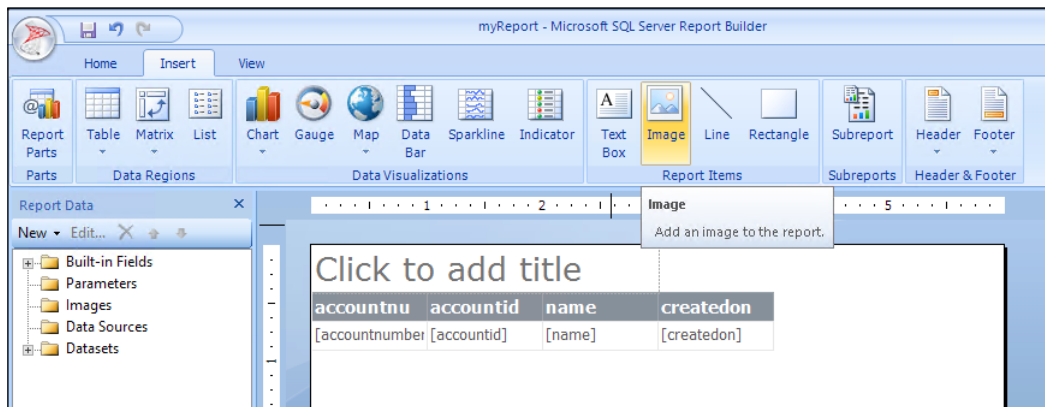 myReport - Microsoft SQL Server Report Builder
Home Insert View
Report Parts Table Matrix List Chart Gauge Map Data Bar Sparkline Indicator Text Box Image Line Rectangle Subreport Header Footer
Parts Data Regions Data Visualizations Report Items Subreports Header & Footer
Report Data
New Edit...
Built-in Fields
Parameters
Images
Data Sources
Datasets
1 2 5
Image
Add an image to the report.
1
Click to add title
accountnu accountid name createdon
[accountnumber [accountid] [name] [createdon]